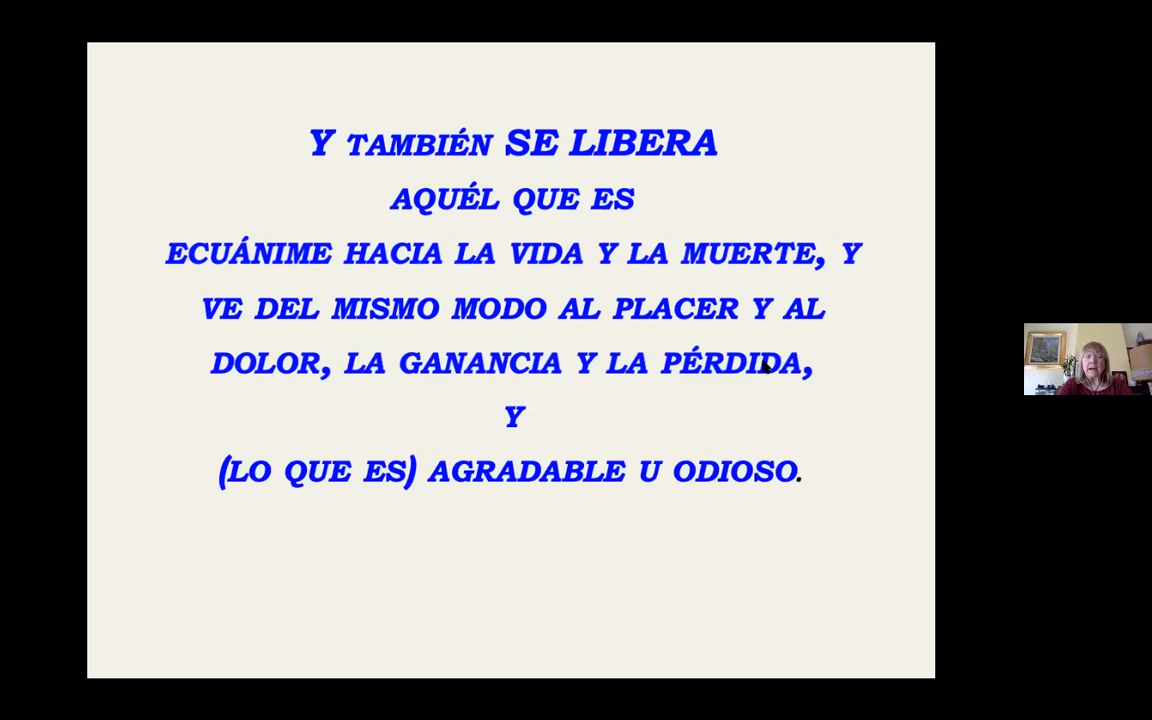 Y TAMBIÉN SE LIBERA
AQUÉL QUE ES
ECUÁNIME HACIA LA VIDA Y LA MUERTE, Y
VE DEL MISMO MODO AL PLACER Y AL
DOLOR, LA GANANCIA Y LA PÉRDIDA,
Y
(LO QUE ES) AGRADABLE U ODIOSO.